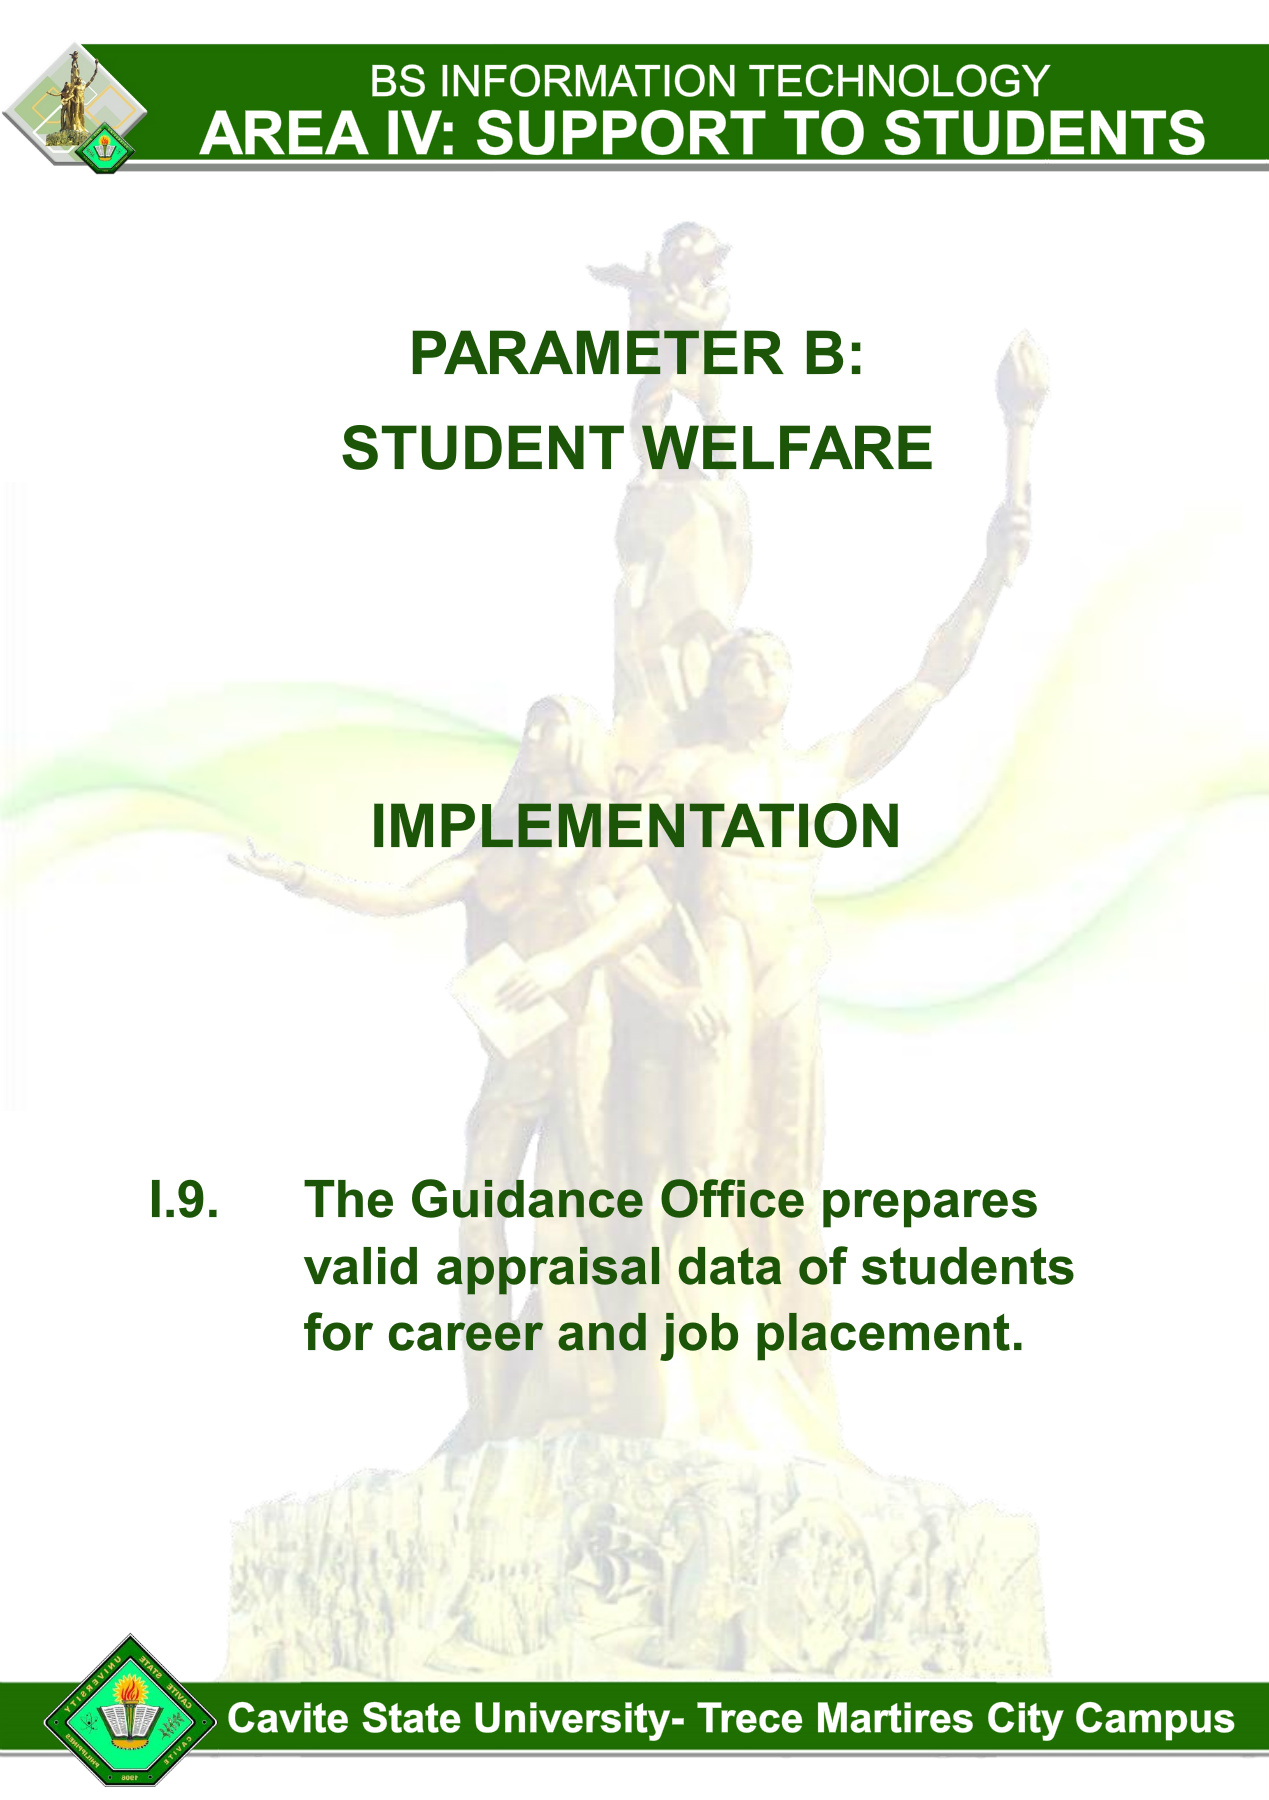 BS INFORMATION TECHNOLOGY
AREA IV: SUPPORT TO STUDENTS
PARAMETER B:
STUDENT WELFARE
IMPLEMENTATION
I.9. The Guidance Office prepares
valid appraisal data of students
for career and job placement.
CAVITE STATE UNIVERSITY
CAVITE PHILIPPINES
1906
Cavite State University- Trece Martires City Campus